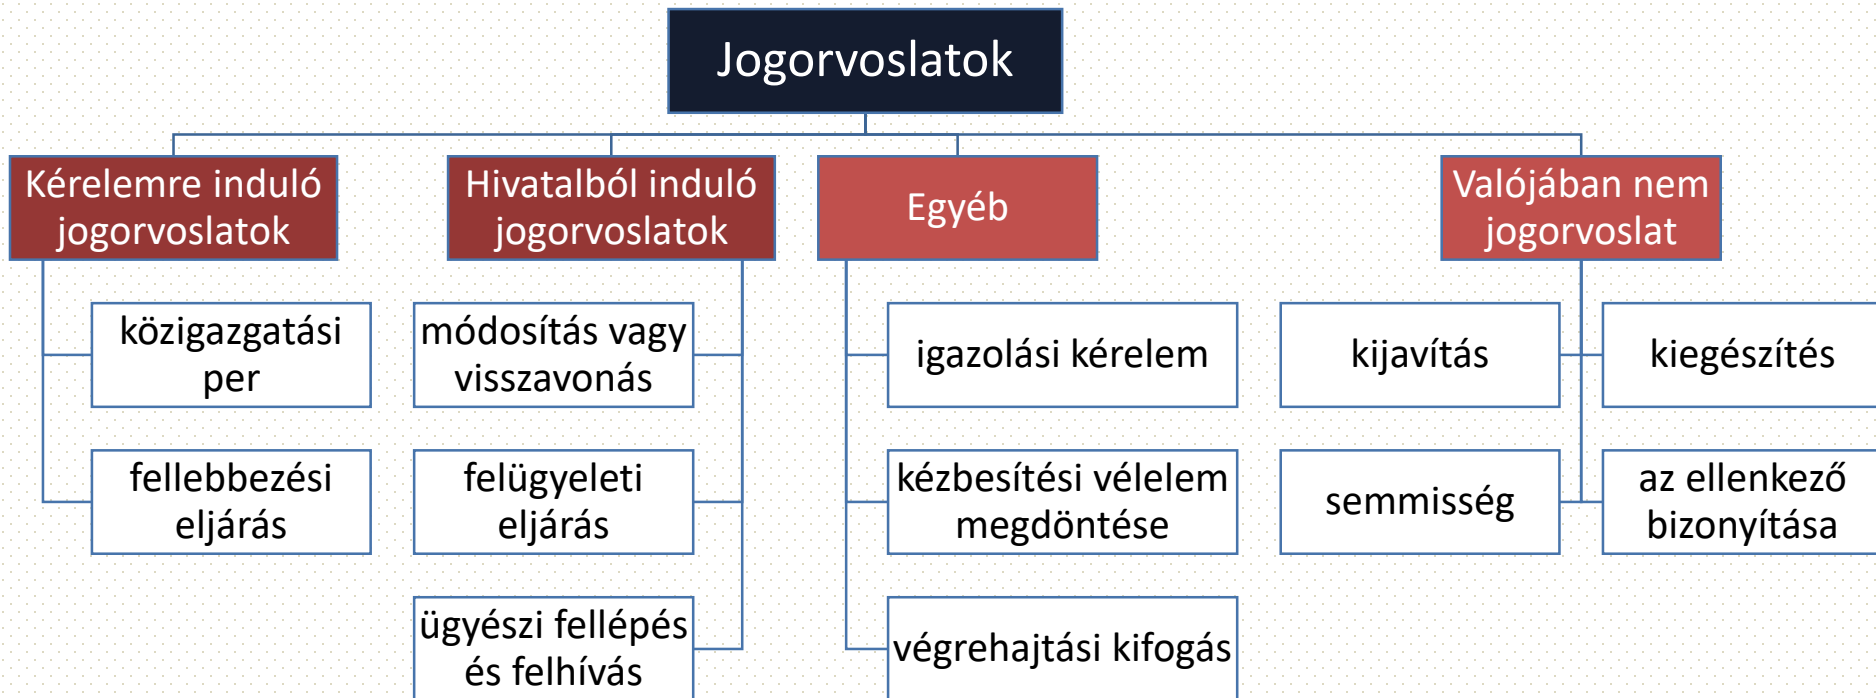 Jogorvoslatok
Kérelemre induló
jogorvoslatok
közigazgatási
per
fellebbezési
eljárás
Hivatalból induló
jogorvoslatok
módosítás vagy
visszavonás
felügyeleti
eljárás
ügyészi fellépés
és felhívás
Egyéb
igazolási kérelem
kézbesítési vélelem
megdöntése
végrehajtási kifogás
Valójában nem
jogorvoslat
kijavítás
kiegészítés
semmisség
az ellenkező
bizonyítása